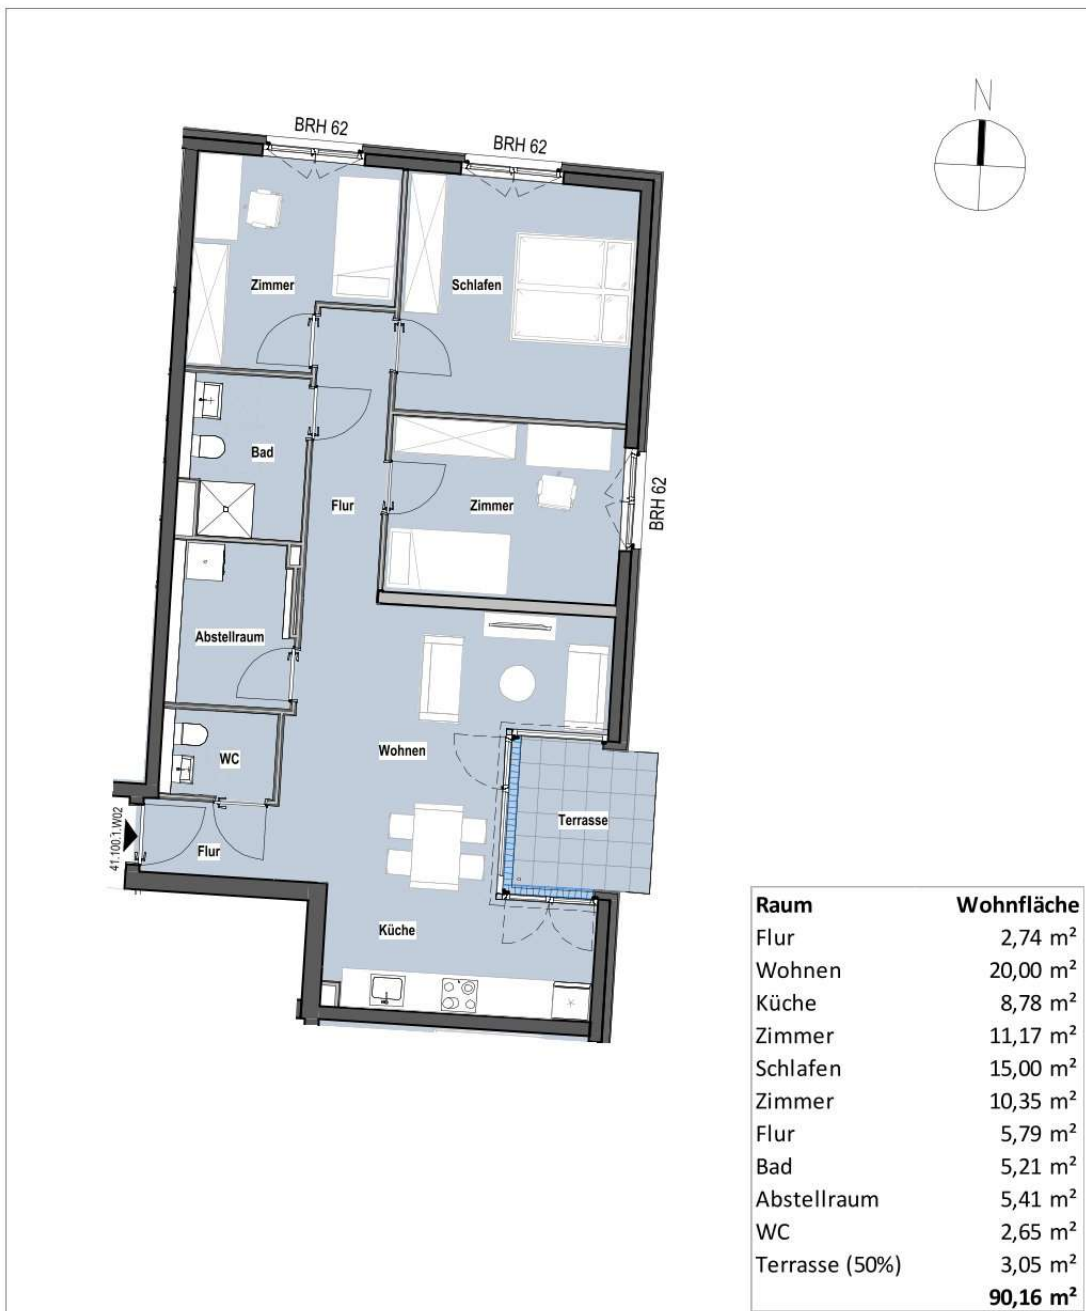 N
BRH 62
BRH 62
Zimmer
Schlafen
Bad
Flur
Zimmer
BRH 62
Abstellraum
Wohnen
WC
Terrasse
41.100.1.W02
Flur
Küche
Raum Wohnfläche
Flur 2,74 m²
Wohnen 20,00 m²
Küche 8,78 m²
Zimmer 11,17 m²
Schlafen 15,00 m²
Zimmer 10,35 m²
Flur 5,79 m²
Bad 5,21 m²
Abstellraum 5,41 m²
WC 2,65 m²
Terrasse (50%) 3,05 m²
90,16 m²